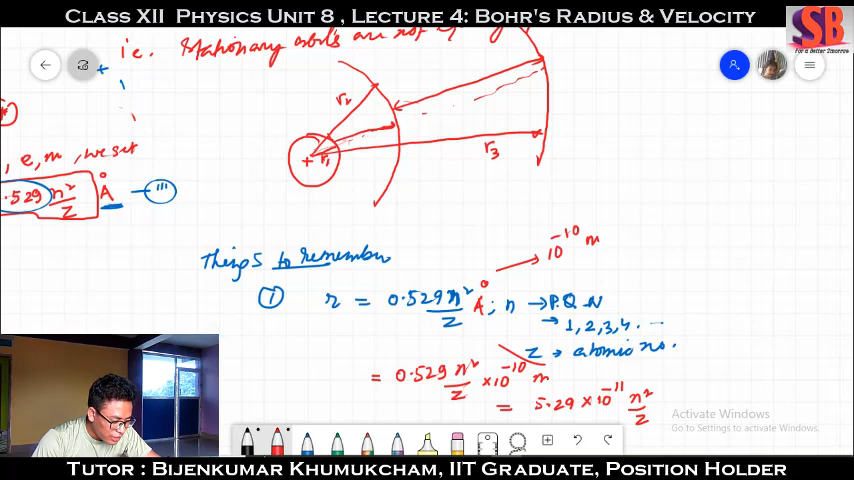 CLASS XII Physics Unit 8 , Lecture 4: Bohr's Radius & Velocity
SB
For a Better Tomorrow
i.e. Stationary orbits are not
r₂
+ r₁
r₃
, e, m, we get
.529 n²/Z Å — III
Things to remember
① r = 0.529 n²/Z Å ; n → P.Q.N
→ 10⁻¹⁰ m
→ 1, 2, 3, 4. ...
Z → atomic no.
= 0.529 n²/Z × 10⁻¹⁰ m
= 5.29 × 10⁻¹¹ n²/Z
Activate Windows
Go to Settings to activate Windows.
Tutor : Bijenkumar Khumukcham, IIT Graduate, Position Holder